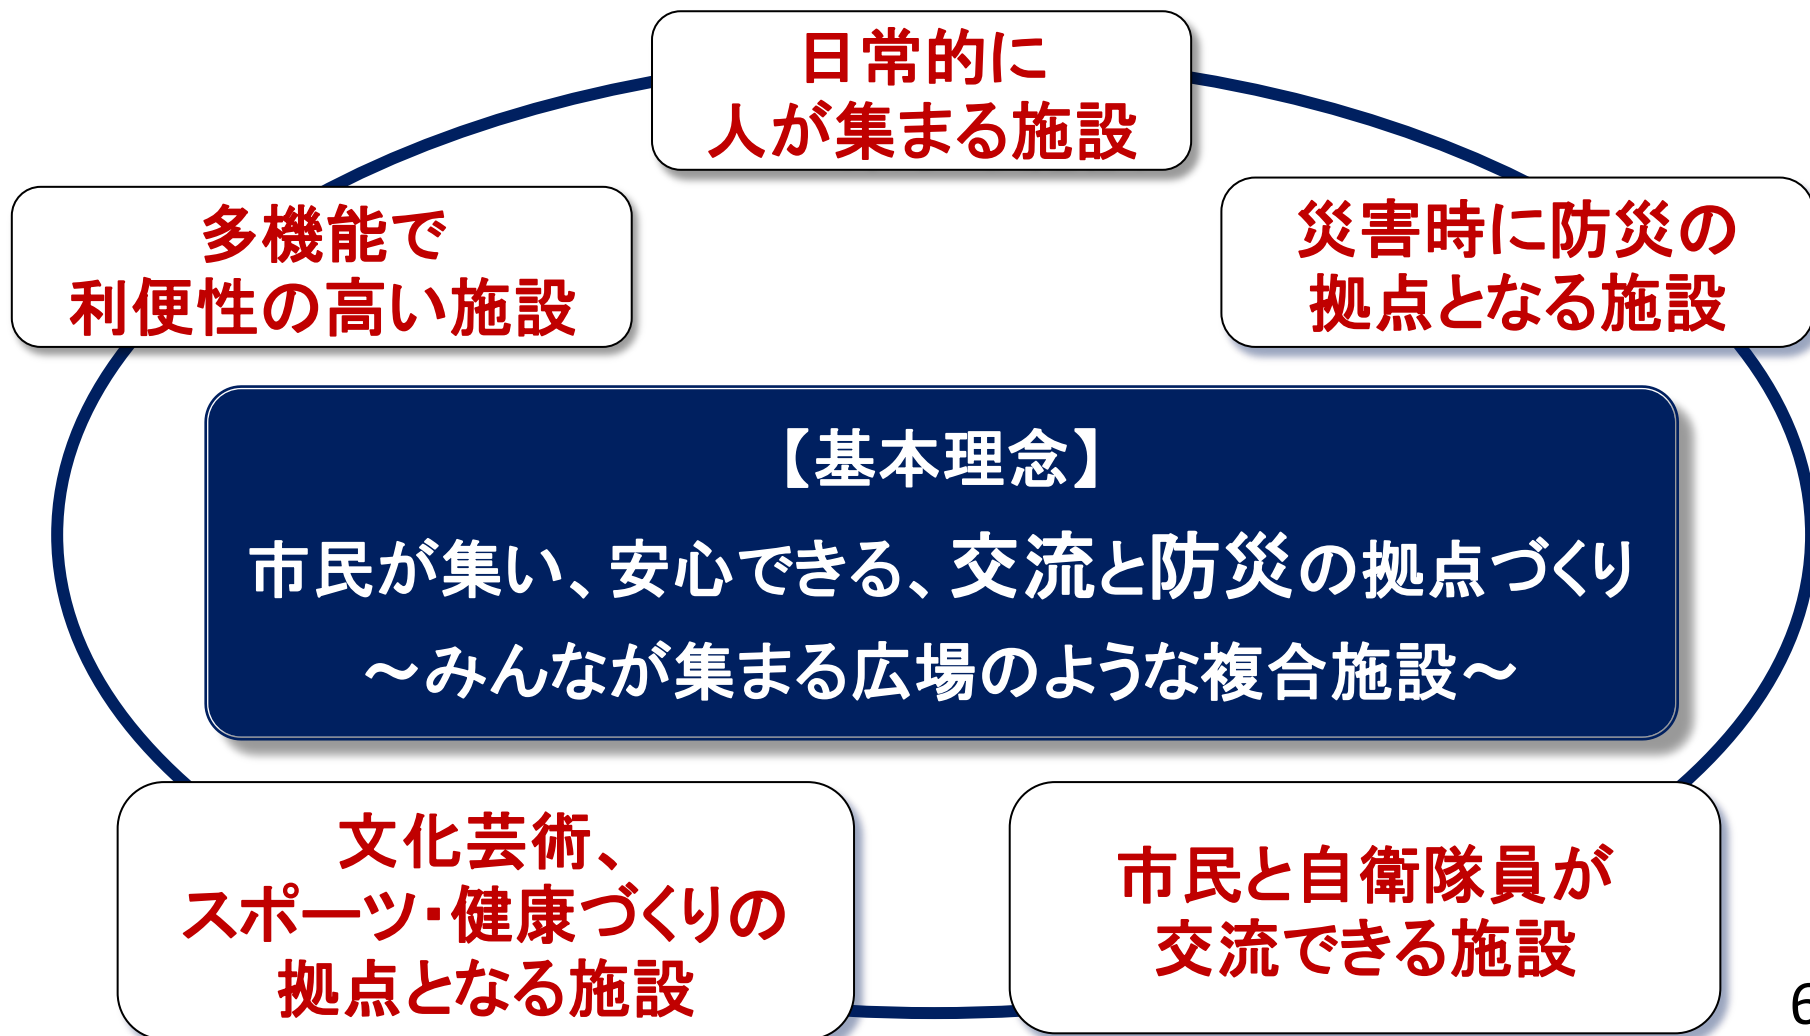 日常的に
人が集まる施設
多機能で
利便性の高い施設
災害時に防災の
拠点となる施設
【基本理念】
市民が集い、安心できる、交流と防災の拠点づくり
～みんなが集まる広場のような複合施設～
文化芸術、
スポーツ・健康づくりの
拠点となる施設
市民と自衛隊員が
交流できる施設
6